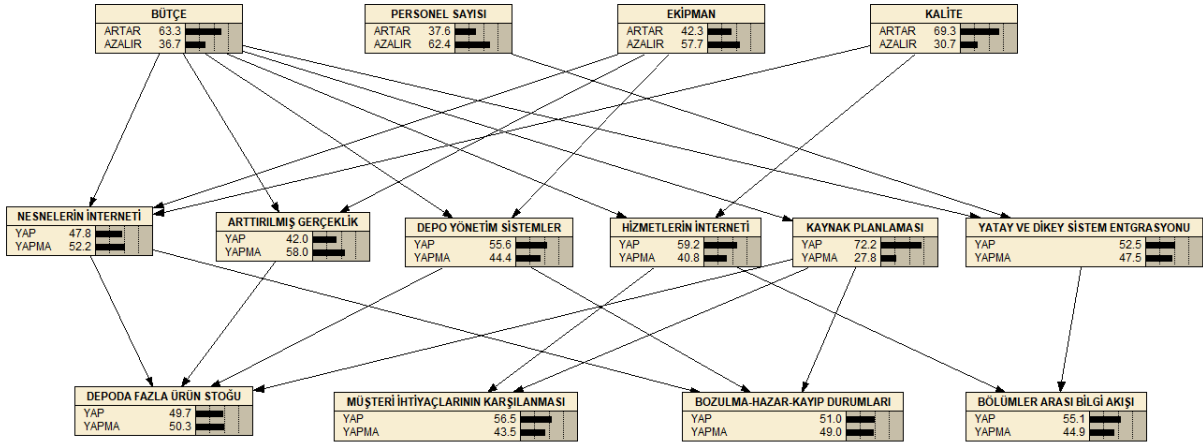 BÜTÇE
ARTAR 63.3
AZALIR 36.7
PERSONEL SAYISI
ARTAR 37.6
AZALIR 62.4
EKİPMAN
ARTAR 42.3
AZALIR 57.7
KALİTE
ARTAR 69.3
AZALIR 30.7
NESNELERİN İNTERNETİ
YAP 47.8
YAPMA 52.2
ARTTIRILMIŞ GERÇEKLİK
YAP 42.0
YAPMA 58.0
DEPO YÖNETİM SİSTEMLER
YAP 55.6
YAPMA 44.4
HİZMETLERİN İNTERNETİ
YAP 59.2
YAPMA 40.8
KAYNAK PLANLAMASI
YAP 72.2
YAPMA 27.8
YATAY VE DİKEY SİSTEM ENTGRASYONU
YAP 52.5
YAPMA 47.5
DEPODA FAZLA ÜRÜN STOĞU
YAP 49.7
YAPMA 50.3
MÜŞTERİ İHTİYAÇLARININ KARŞILANMASI
YAP 56.5
YAPMA 43.5
BOZULMA-HAZAR-KAYIP DURUMLARI
YAP 51.0
YAPMA 49.0
BÖLÜMLER ARASI BİLGİ AKIŞI
YAP 55.1
YAPMA 44.9